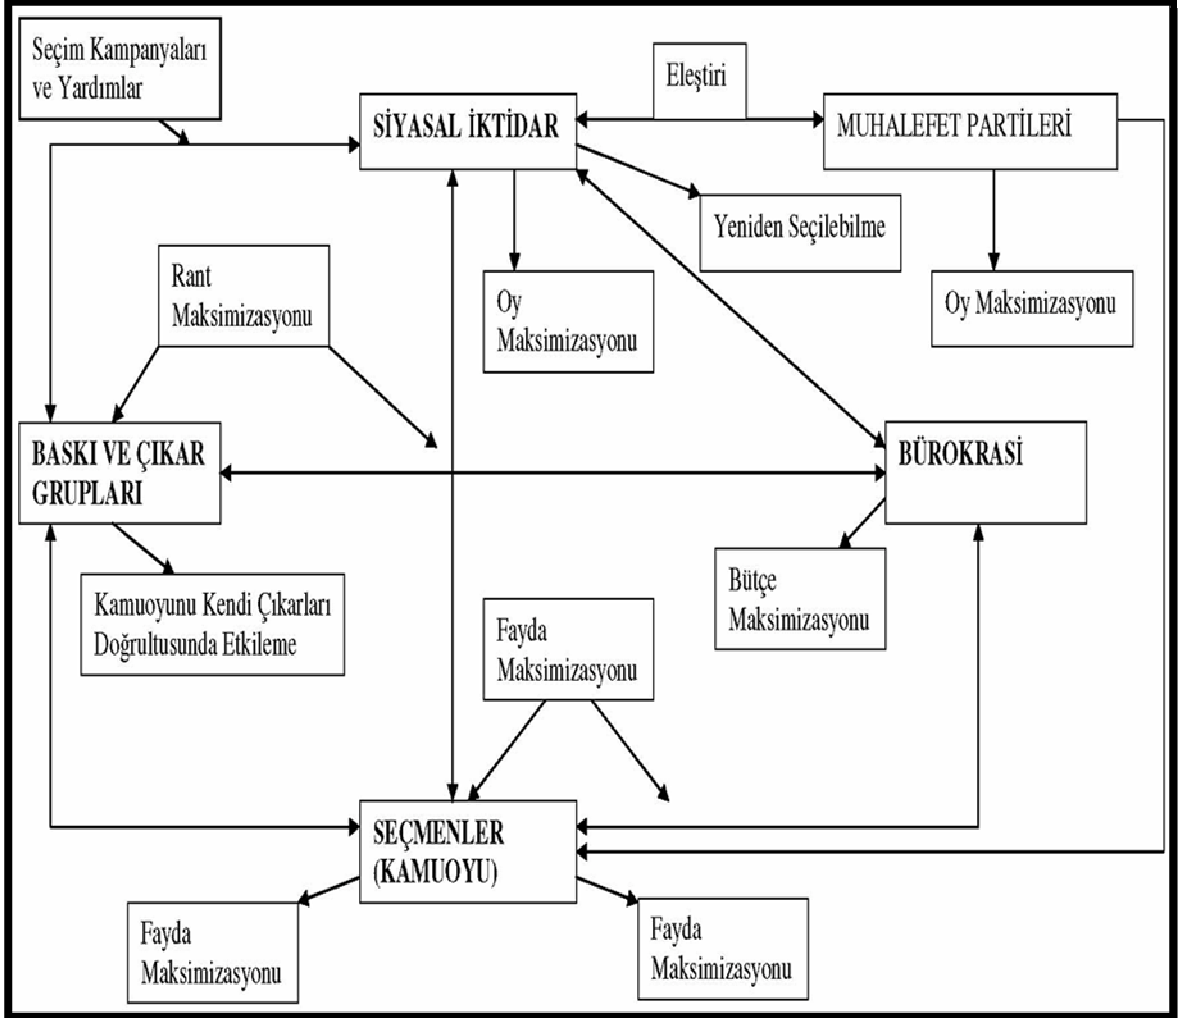 Seçim Kampanyaları
ve Yardımlar
Eleştiri
SİYASAL İKTİDAR
MUHALEFET PARTİLERİ
Yeniden Seçilebilme
Rant
Maksimizasyonu
Oy
Maksimizasyonu
Oy Maksimizasyonu
BASKI VE ÇIKAR
GRUPLARI
BÜROKRASİ
Kamuoyunu Kendi Çıkarları
Doğrultusunda Etkileme
Bütçe
Maksimizasyonu
Fayda
Maksimizasyonu
SEÇMENLER
(KAMUOYU)
Fayda
Maksimizasyonu
Fayda
Maksimizasyonu